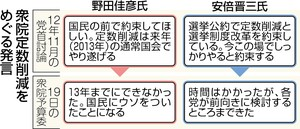 衆院定数削減を
めぐる発言
野田佳彦氏
安倍晋三氏
12年11月の
党首討論
国民の前で約束してほ
しい。定数削減は来年
(2013年)の通常国会で
やり遂げる
選挙公約で定数削減と
選挙制度改革を約束し
ている。今この場でしっ
かりやると約束する
19日の
衆院予算委
13年までにできなかっ
た。国民にウソをつい
たことになる
時間はかかったが、各
党が前向きに検討する
ところまできた